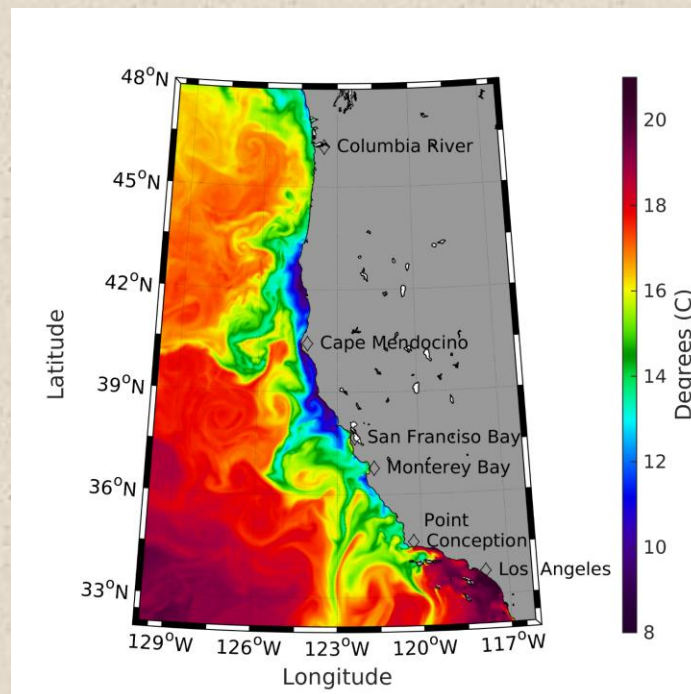 48°N
45°N
42°N
39°N
36°N
33°N
Latitude
129°W
126°W
123°W
120°W
117°W
Longitude
Columbia River
Cape Mendocino
San Franciso Bay
Monterey Bay
Point
Conception
Los Angeles
20
18
16
14
12
10
8
Degrees (C)